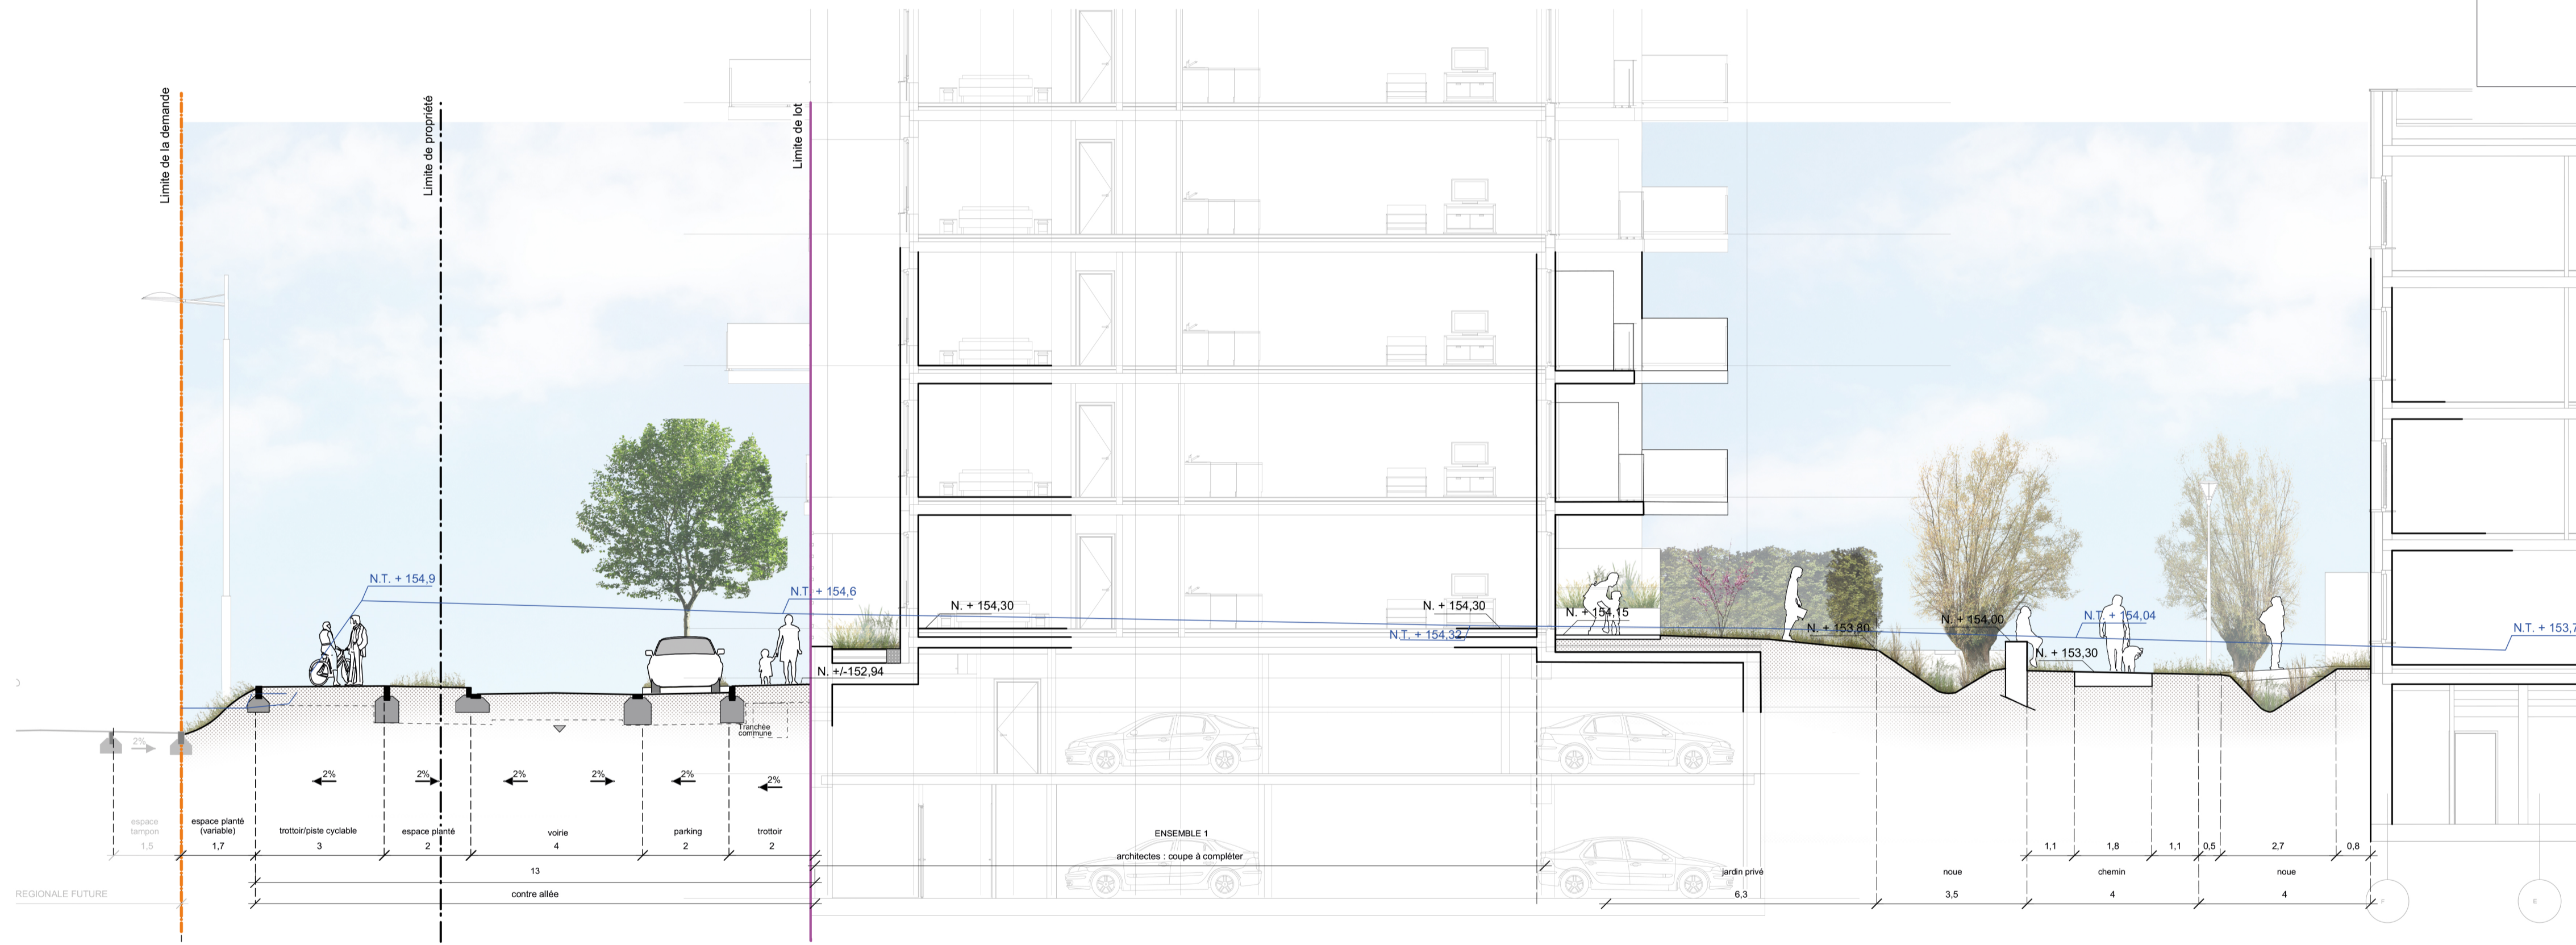 Limite de la demande
Limite de propriété
Limite de lot
N.T. + 154,9
N.T. + 154,6
N. + 154,30
N. + 154,30
N.T. + 154,32
N. + 154,15
N. + 153,80
N. + 154,00
N.T. + 154,04
N.T. + 153,7
N. + 153,30
N. +/-152,94
Tranchée
commune
2%
2%
2%
2%
2%
2%
2%
espace
tampon
espace planté
(variable)
trottoir/piste cyclable
espace planté
voirie
parking
trottoir
ENSEMBLE 1
1,5
1,7
3
2
4
2
2
architectes : coupe à compléter
1,1
1,8
1,1
0,5
2,7
0,8
13
jardin privé
noue
chemin
noue
REGIONALE FUTURE
contre allée
6,3
3,5
4
4
F
E